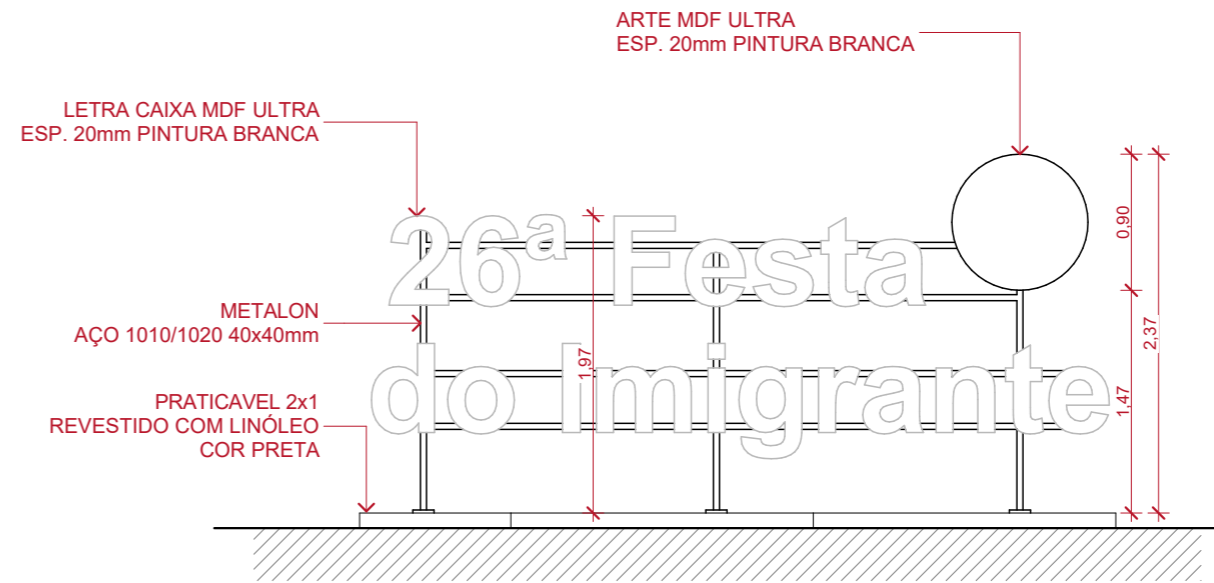 ARTE MDF ULTRA
ESP. 20mm PINTURA BRANCA
LETRA CAIXA MDF ULTRA
ESP. 20mm PINTURA BRANCA
26ª Festa
do Imigrante
METALON
AÇO 1010/1020 40x40mm
PRATICAVEL 2x1
REVESTIDO COM LINÓLEO
COR PRETA
1,97
0,90
1,47
2,37